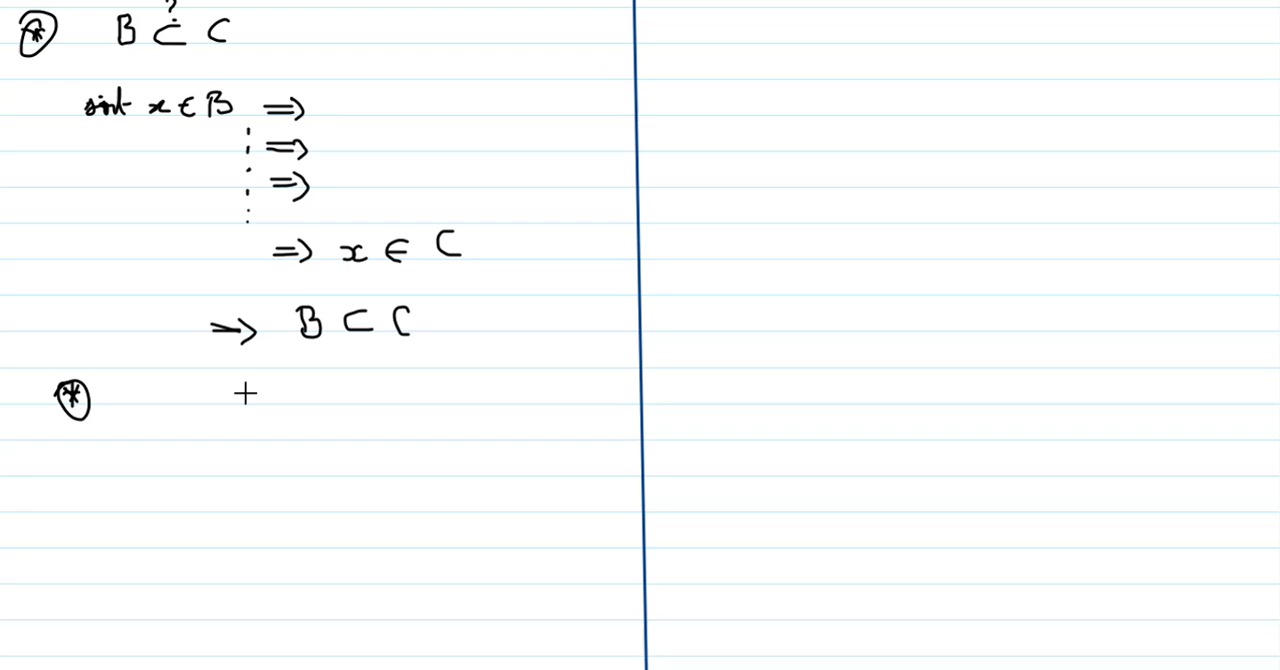 ⊛ B ⊂? C
soit x ∈ B ⇒
⇒
⇒
⇒ x ∈ C
⇒ B ⊂ C
⊛